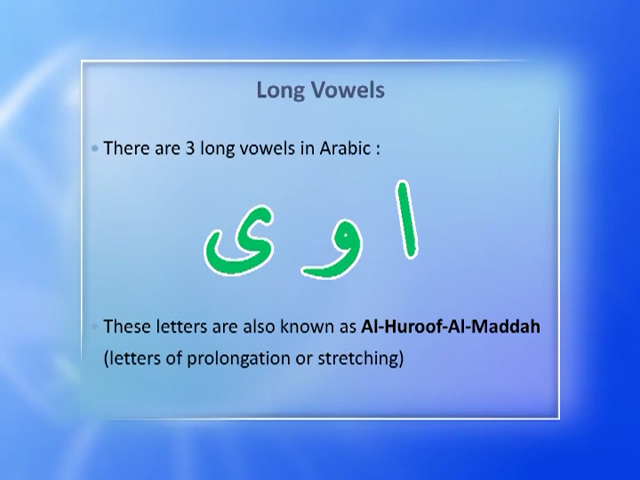 Long Vowels
• There are 3 long vowels in Arabic :
ا و ى
• These letters are also known as Al-Huroof-Al-Maddah
(letters of prolongation or stretching)